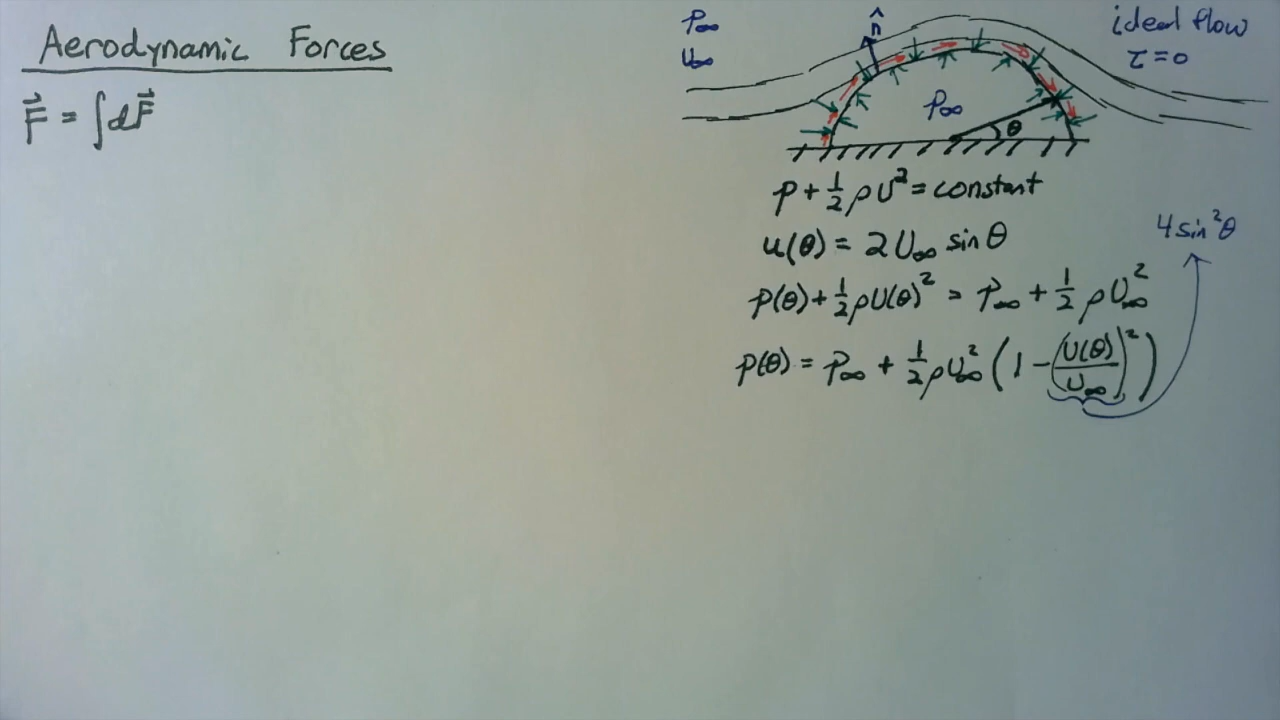 Aerodynamic Forces
F⃗ = ∫dF⃗
P∞
U∞
n̂
ideal flow
τ=0
P∞
θ
p + ½ρU² = constant
u(θ) = 2U∞ sinθ
4sin²θ
p(θ) + ½ρU(θ)² = P∞ + ½ρU∞²
p(θ) = P∞ + ½ρU∞² (1 - (U(θ)/U∞)²)